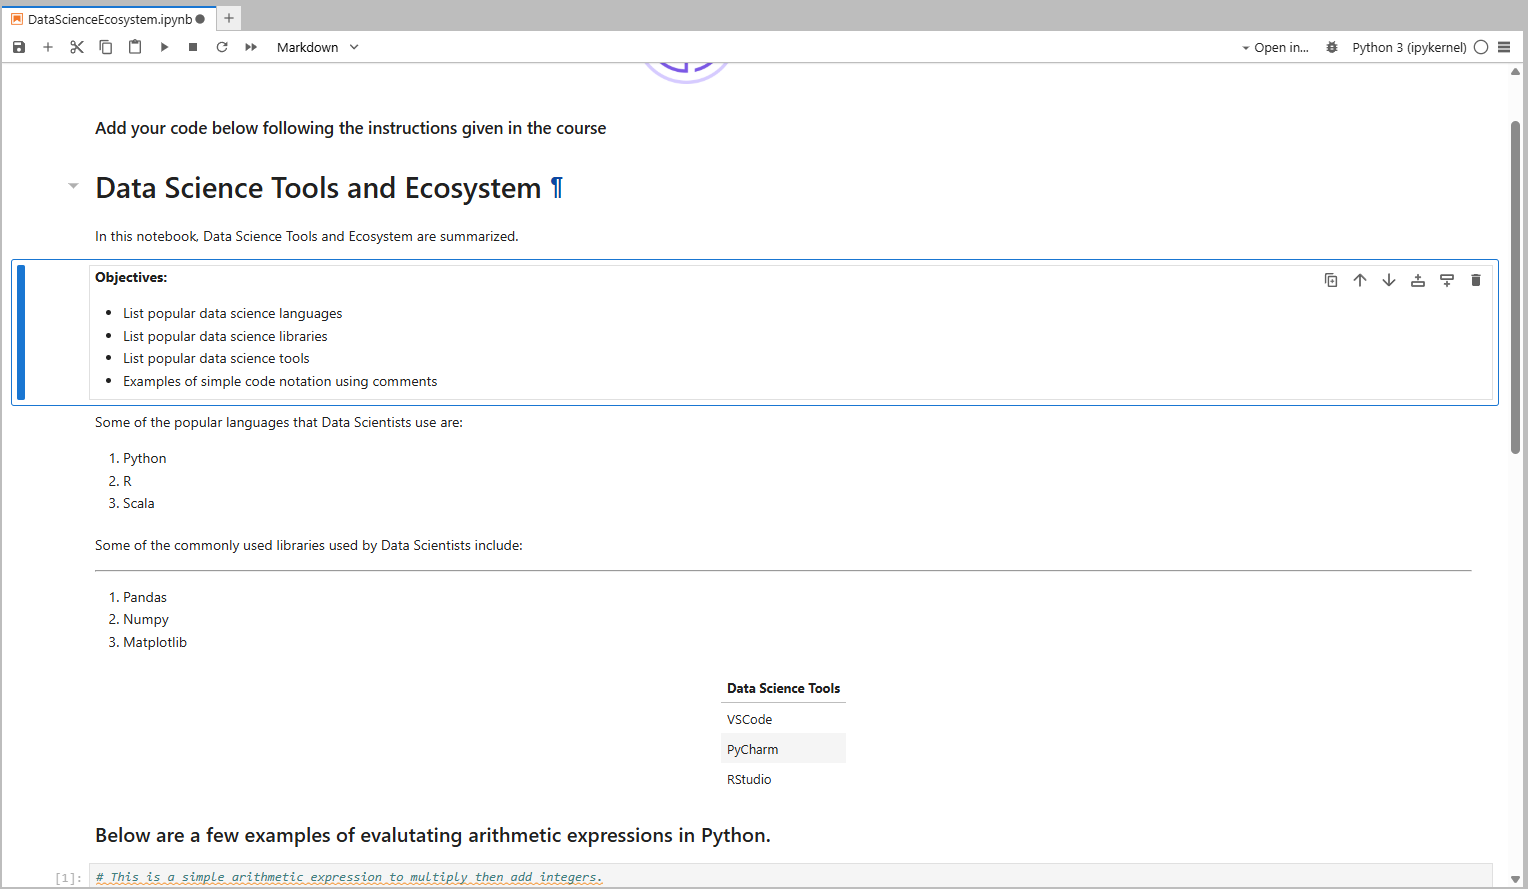 DataScienceEcosystem.ipynb
Markdown
Open in...
Python 3 (ipykernel)
Add your code below following the instructions given in the course
Data Science Tools and Ecosystem ¶
In this notebook, Data Science Tools and Ecosystem are summarized.
Objectives:
• List popular data science languages
• List popular data science libraries
• List popular data science tools
• Examples of simple code notation using comments
Some of the popular languages that Data Scientists use are:
1. Python
2. R
3. Scala
Some of the commonly used libraries used by Data Scientists include:
1. Pandas
2. Numpy
3. Matplotlib
Data Science Tools
VSCode
PyCharm
RStudio
Below are a few examples of evalutating arithmetic expressions in Python.
[1]: # This is a simple arithmetic expression to multiply then add integers.